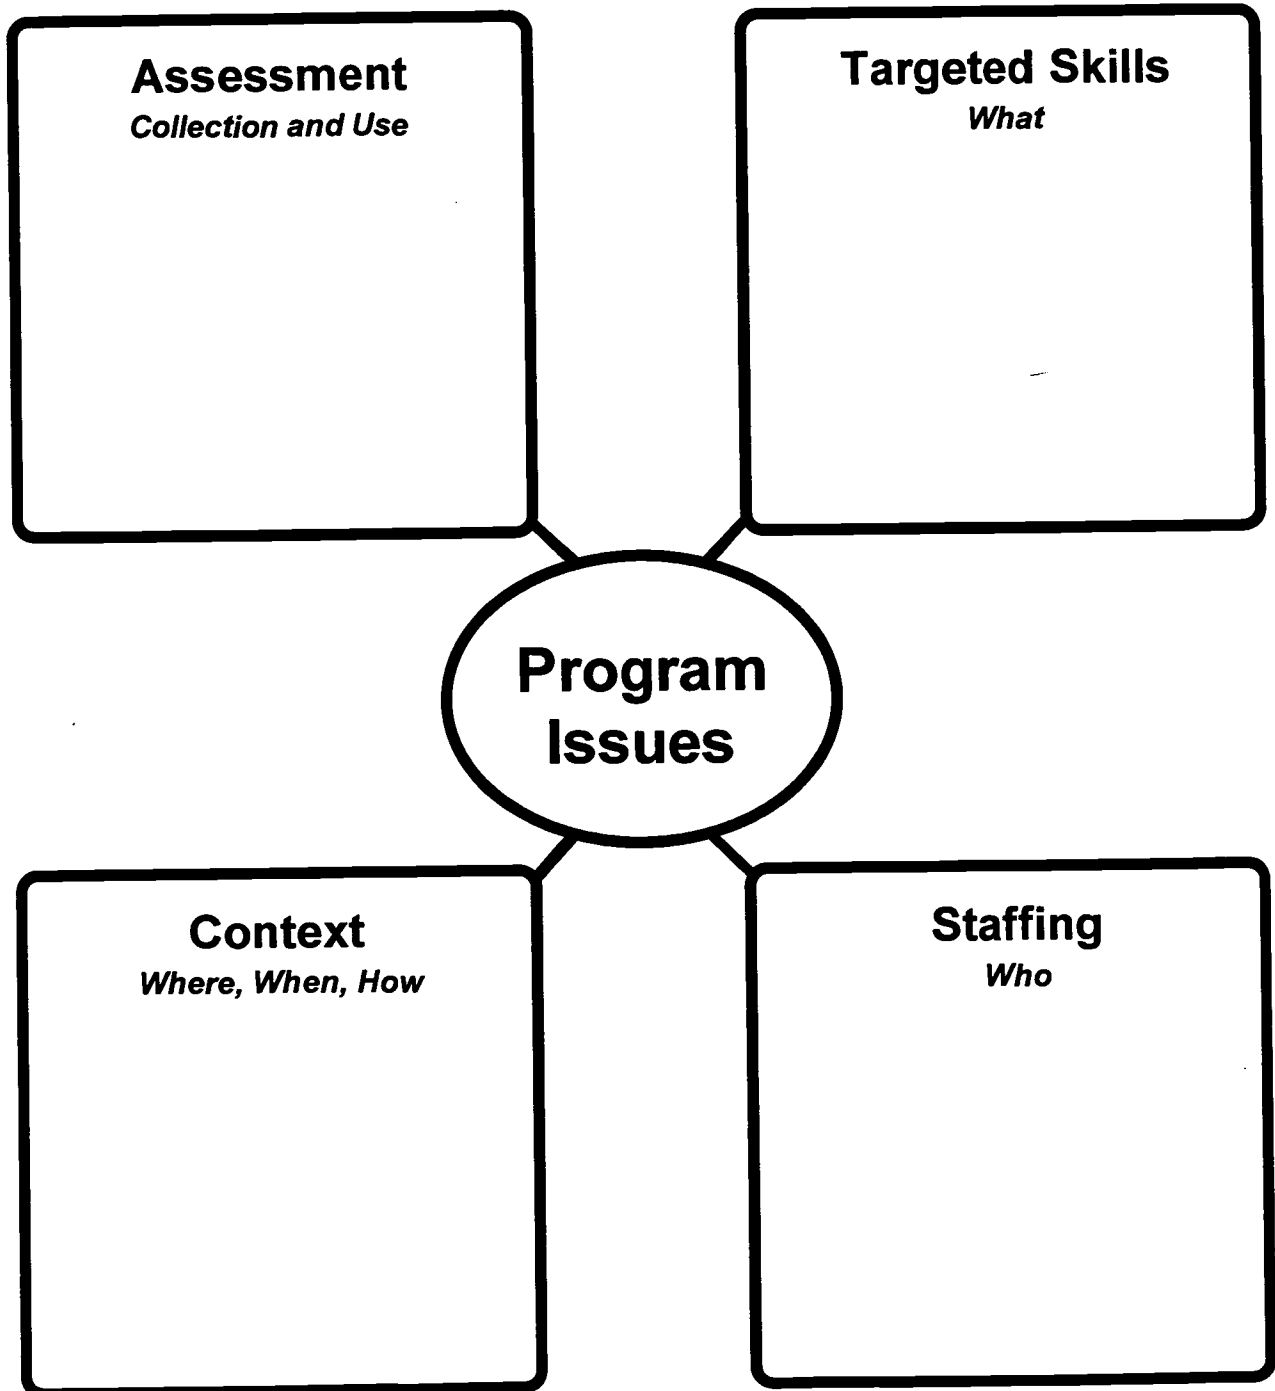 Assessment
Collection and Use
Targeted Skills
What
Program
Issues
Context
Where, When, How
Staffing
Who